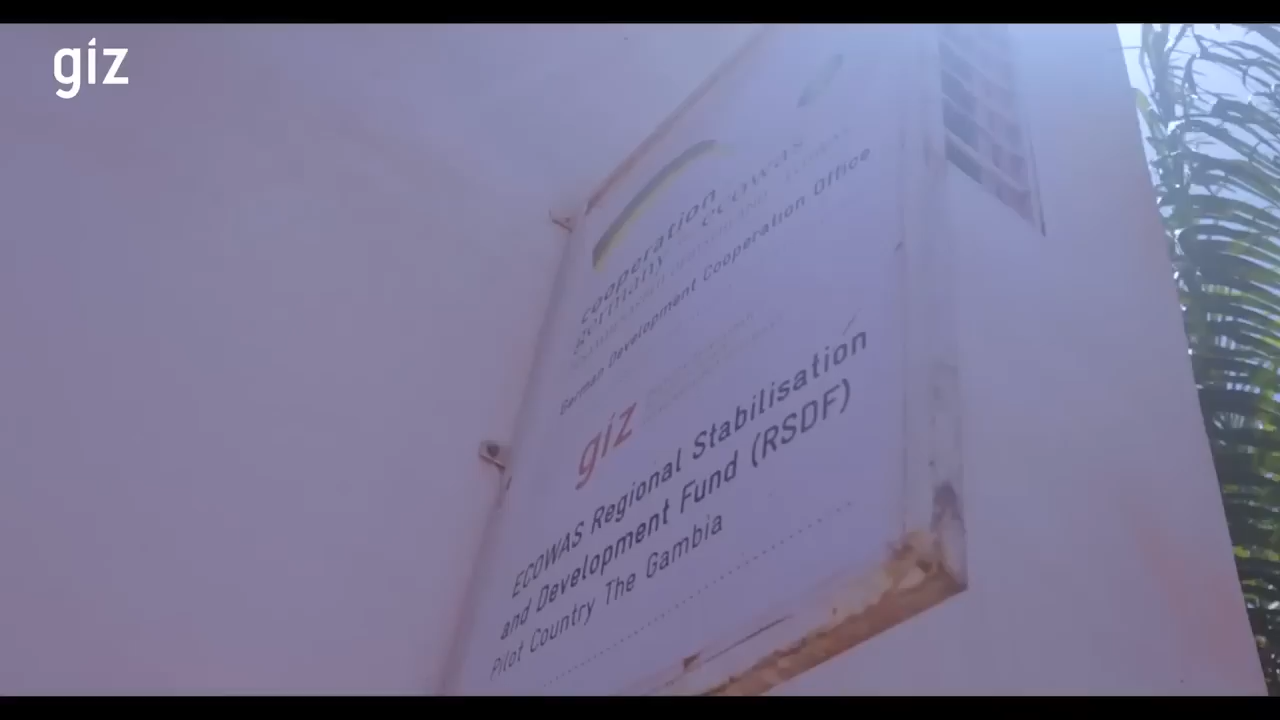 giz
cooperation
germany ecowas
German Development Cooperation Office
giz
ECOWAS Regional Stabilisation
and Development Fund (RSDF)
Pilot Country The Gambia